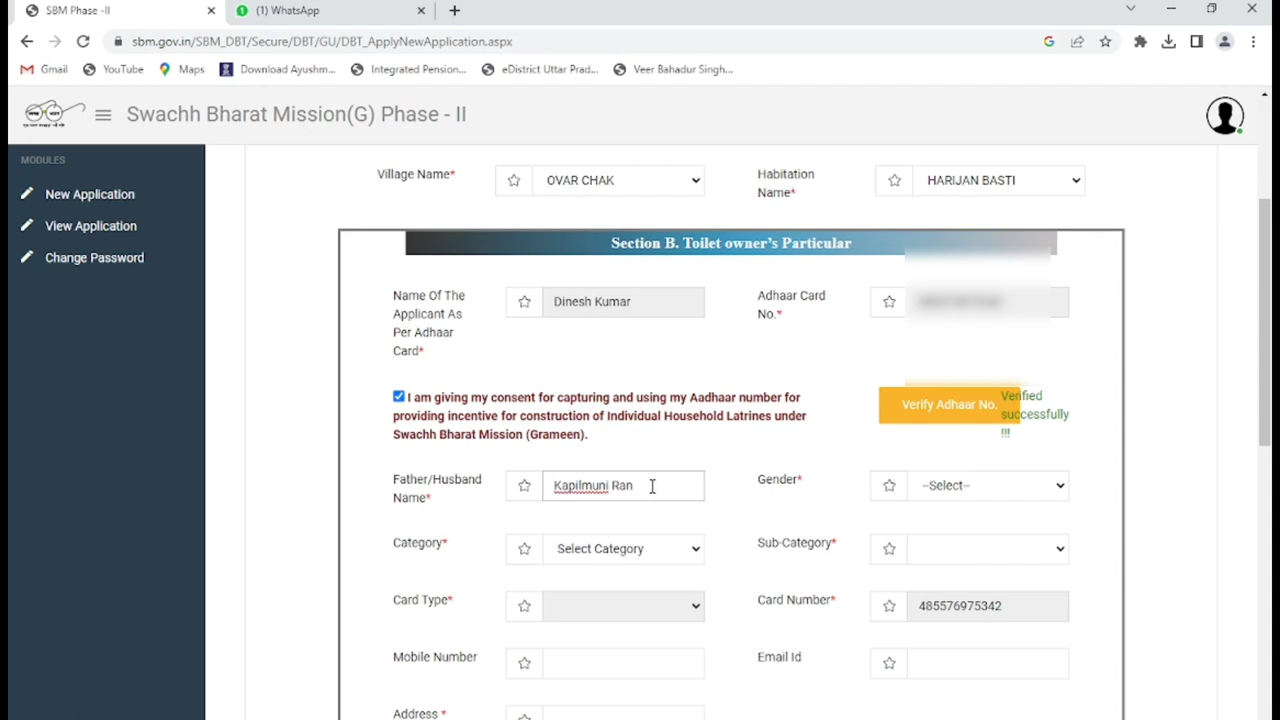 SBM Phase -II
(1) WhatsApp
sbm.gov.in/SBM_DBT/Secure/DBT/GU/DBT_ApplyNewApplication.aspx
Gmail
YouTube
Maps
Download Ayushm...
Integrated Pension...
eDistrict Uttar Prad...
Veer Bahadur Singh...
Swachh Bharat Mission(G) Phase - II
MODULES
New Application
View Application
Change Password
Village Name*
OVAR CHAK
Habitation
Name*
HARIJAN BASTI
Section B. Toilet owner's Particular
Name Of The
Applicant As
Per Adhaar
Card*
Dinesh Kumar
Adhaar Card
No.*
I am giving my consent for capturing and using my Aadhaar number for
providing incentive for construction of Individual Household Latrines under
Swachh Bharat Mission (Grameen).
Verify Adhaar No.
Verified
successfully
!!!
Father/Husband
Name*
Kapilmuni Ran
Gender*
--Select--
Category*
Select Category
Sub-Category*
Card Type*
Card Number*
485576975342
Mobile Number
Email Id
Address *